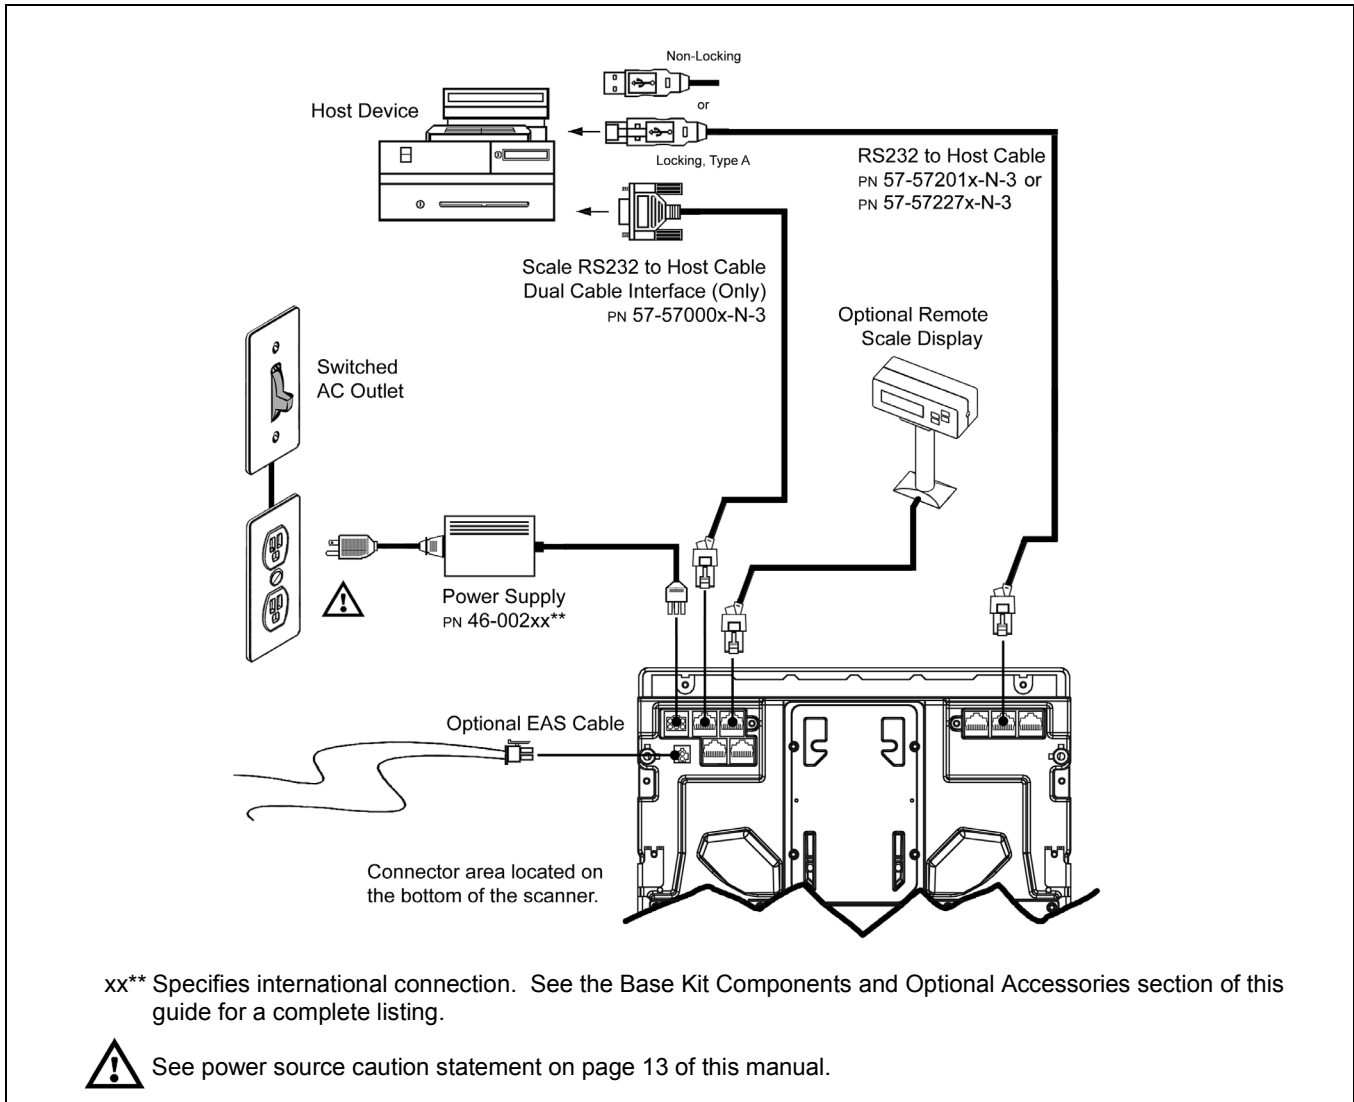 Non-Locking
or
Locking, Type A
Host Device
RS232 to Host Cable
PN 57-57201x-N-3 or
PN 57-57227x-N-3
Scale RS232 to Host Cable
Dual Cable Interface (Only)
PN 57-57000x-N-3
Optional Remote
Scale Display
Switched
AC Outlet
Power Supply
PN 46-002xx**
Optional EAS Cable
Connector area located on
the bottom of the scanner.
xx** Specifies international connection. See the Base Kit Components and Optional Accessories section of this
guide for a complete listing.
See power source caution statement on page 13 of this manual.